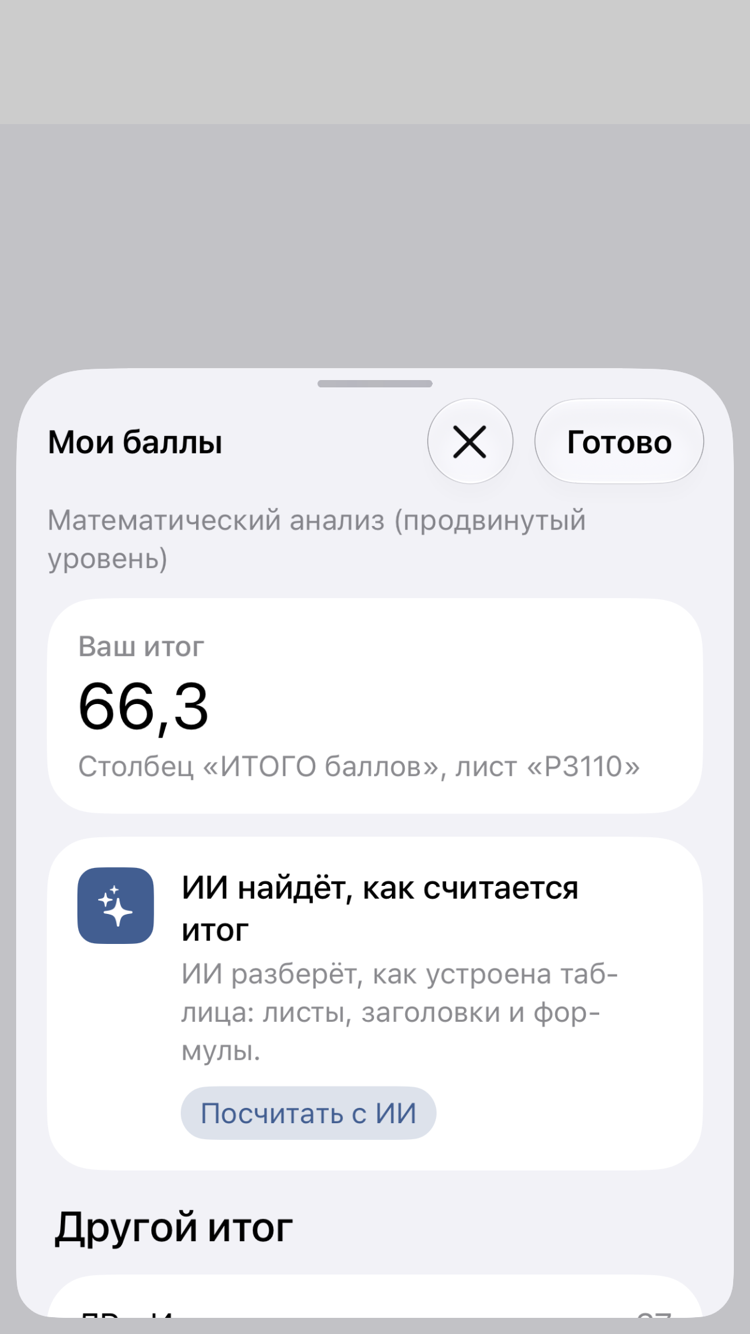 Мои баллы
Готово
Математический анализ (продвинутый
уровень)
Ваш итог
66,3
Столбец «ИТОГО баллов», лист «P3110»
ИИ найдёт, как считается
итог
ИИ разберёт, как устроена таб-
лица: листы, заголовки и фор-
мулы.
Посчитать с ИИ
Другой итог